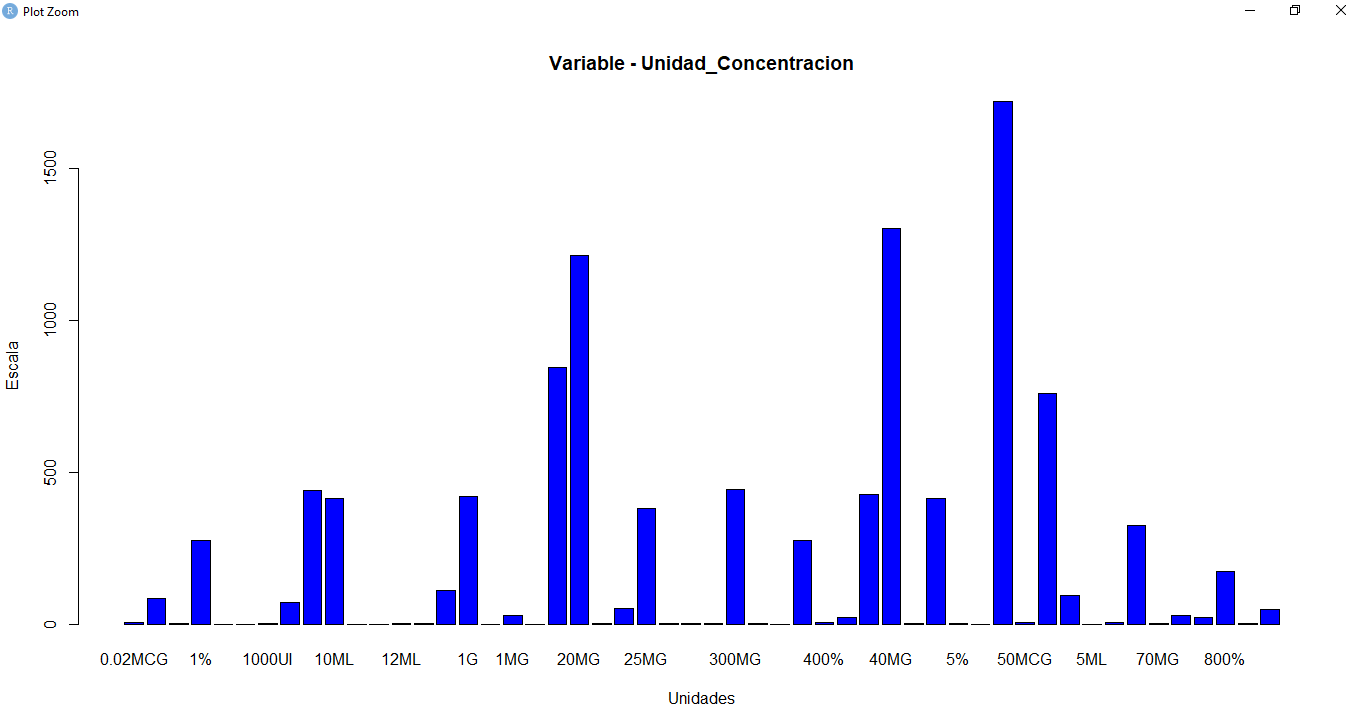 R Plot Zoom
Variable - Unidad_Concentracion
Escala
1500
1000
500
0
0.02MCG 1% 1000UI 10ML 12ML 1G 1MG 20MG 25MG 300MG 400% 40MG 5% 50MCG 5ML 70MG 800%
Unidades